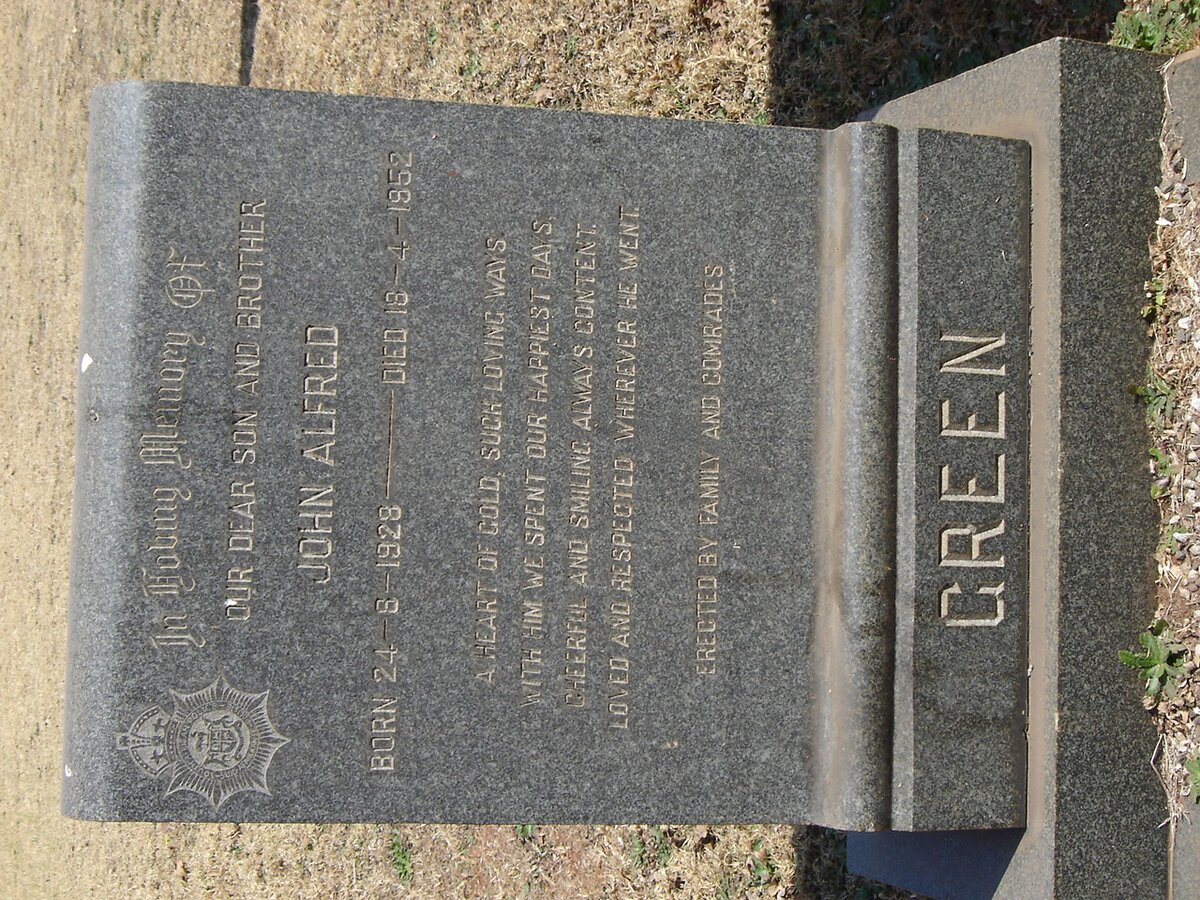 In Loving Memory OF
OUR DEAR SON AND BROTHER
JOHN ALFRED
BORN 24-6-1928 — DIED 18-4-1952
A HEART OF GOLD, SUCH LOVING WAYS.
WITH HIM WE SPENT OUR HAPPIEST DAYS.
CHEERFUL AND SMILING ALWAYS CONTENT.
LOVED AND RESPECTED WHEREVER HE WENT.
ERECTED BY FAMILY AND COMRADES
GREEN